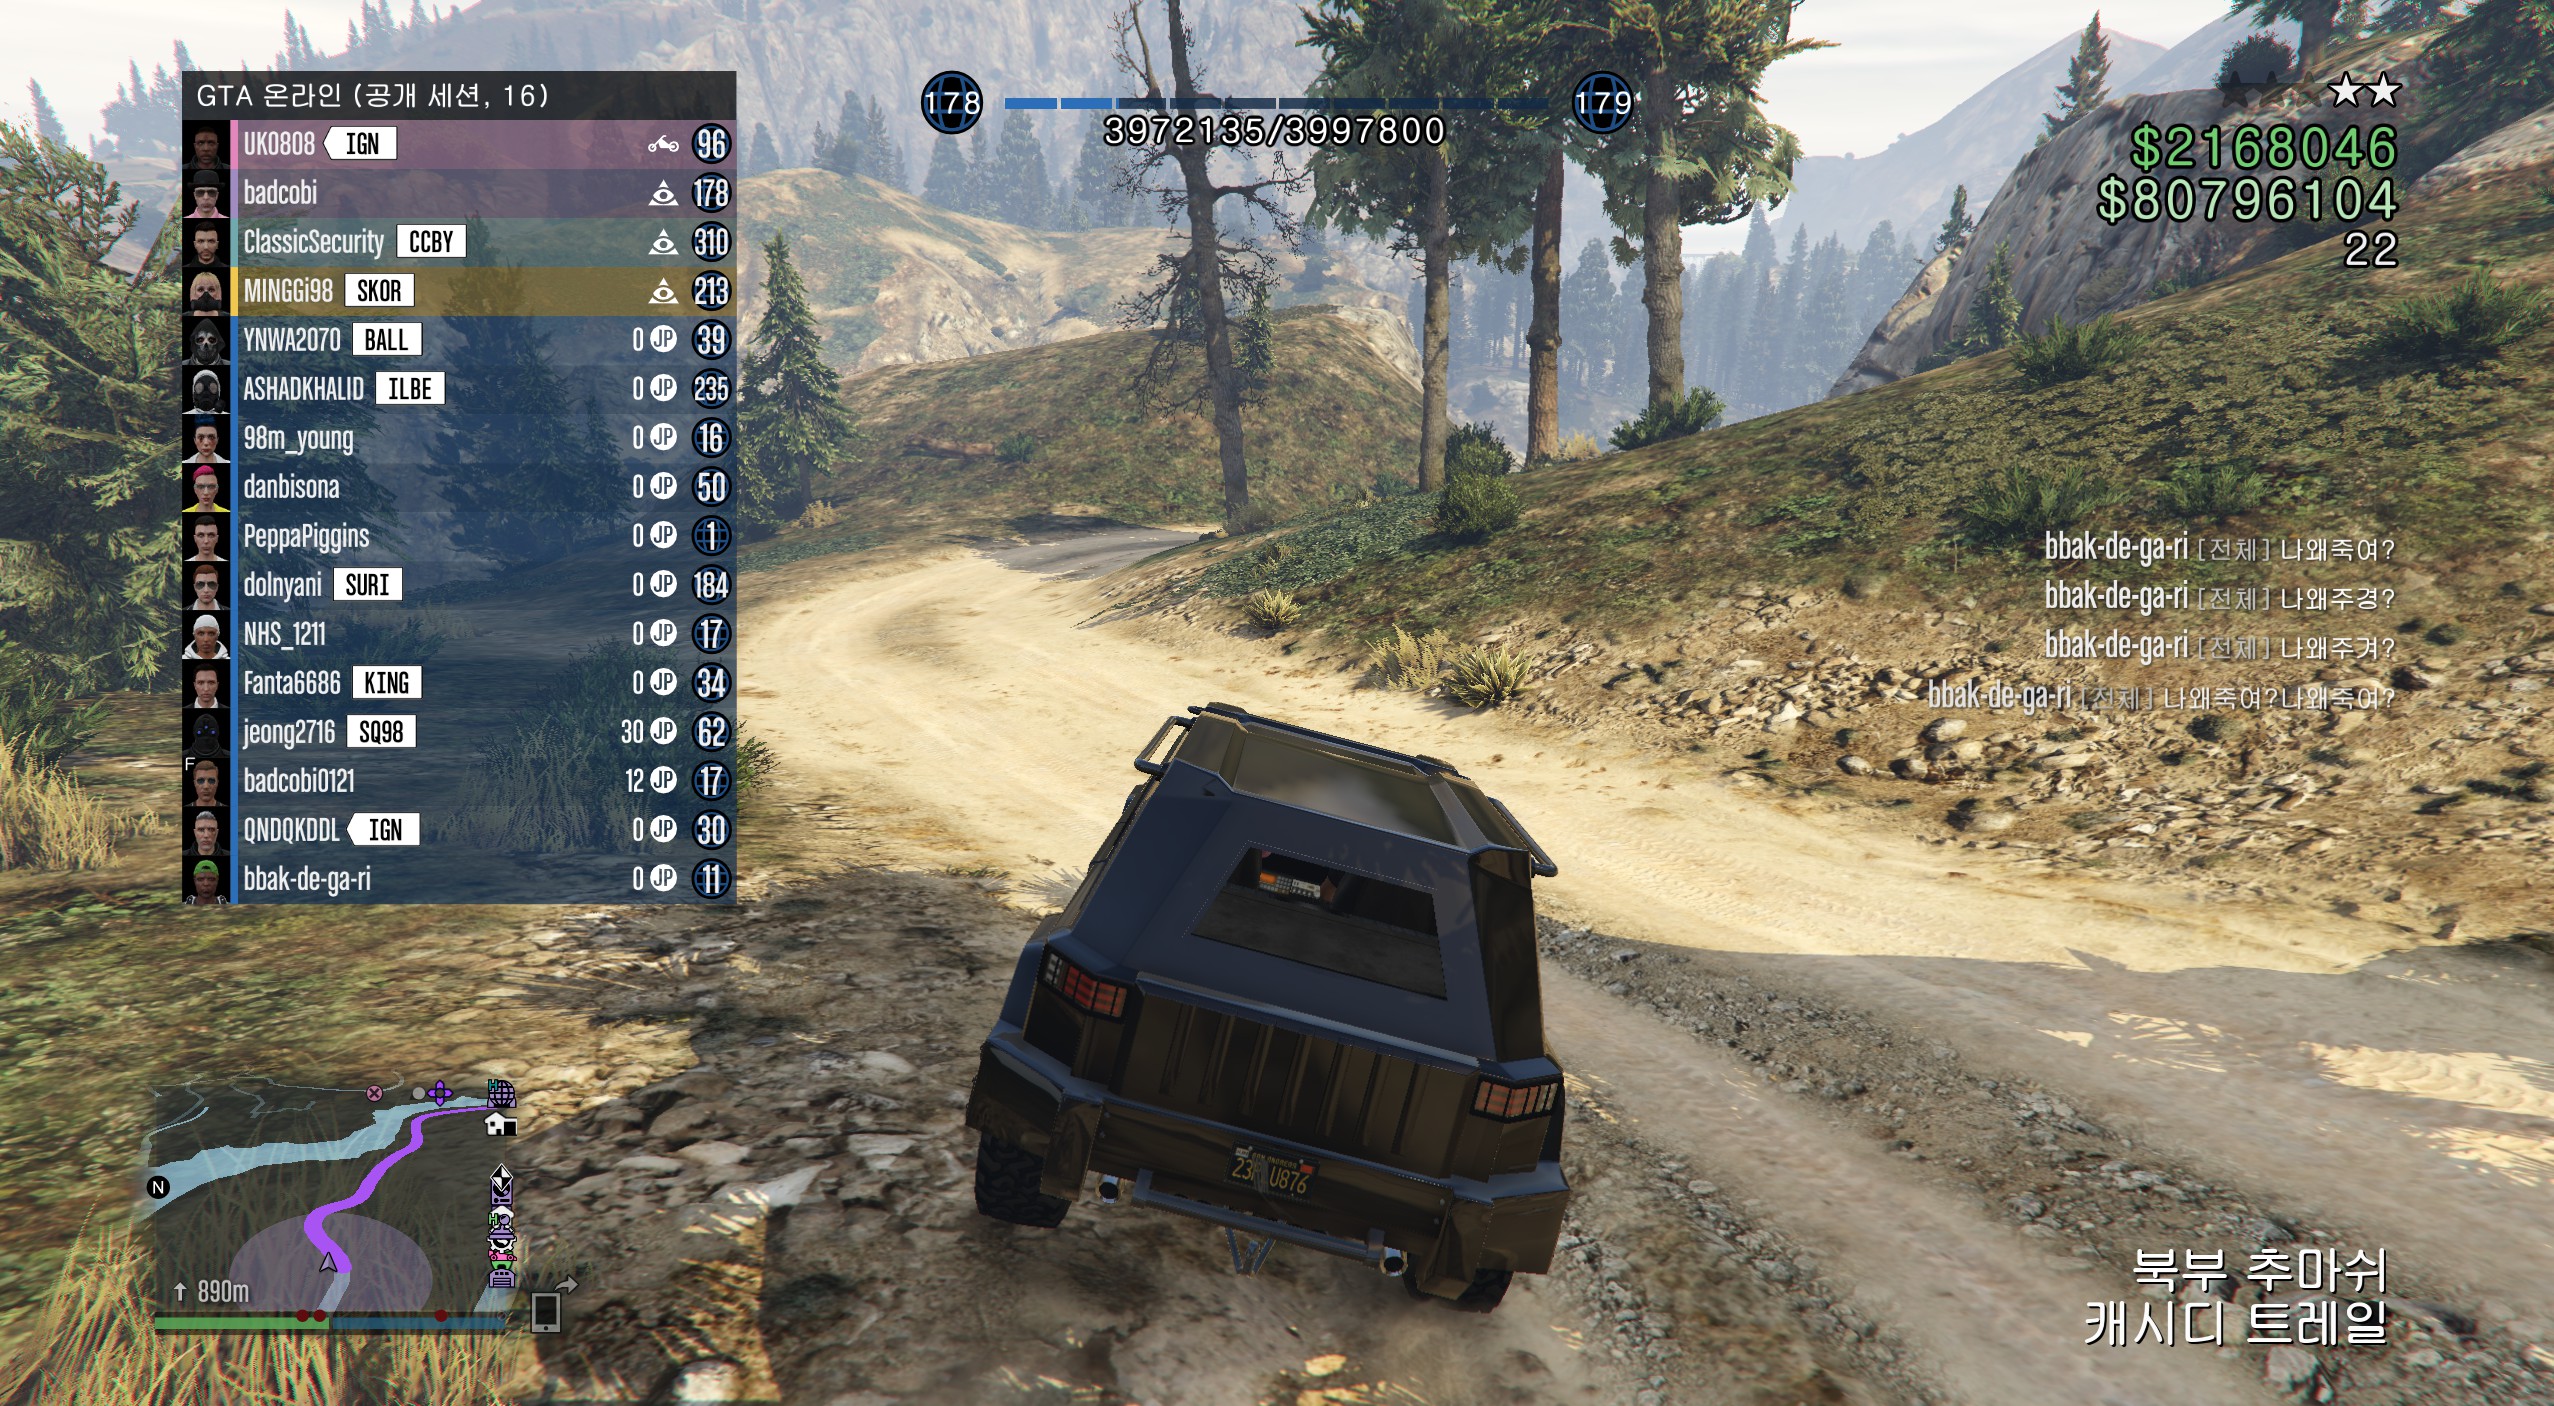 GTA 온라인 (공개 세션, 16)
UK0808 IGN 96
badcobi 178
ClassicSecurity CCBY 310
MINGGi98 SKOR 213
YNWA2070 BALL 0 JP 39
ASHADKHALID ILBE 0 JP 235
98m_young 0 JP 16
danbisona 0 JP 50
PeppaPiggins 0 JP 1
dolnyani SURI 0 JP 184
NHS_1211 0 JP 17
Fanta6686 KING 0 JP 34
jeong2716 SQ98 30 JP 62
F badcobi0121 12 JP 17
QNDQKDDL IGN 0 JP 30
bbak-de-ga-ri 0 JP 11
178 179
3972135/3997800
$2168046
$80796104
22
bbak-de-ga-ri [전체] 나왜죽여?
bbak-de-ga-ri [전체] 나왜주경?
bbak-de-ga-ri [전체] 나왜주겨?
bbak-de-ga-ri [전체] 나왜죽여?나왜죽여?
N
890m
북부 추마쉬
캐시디 트레일